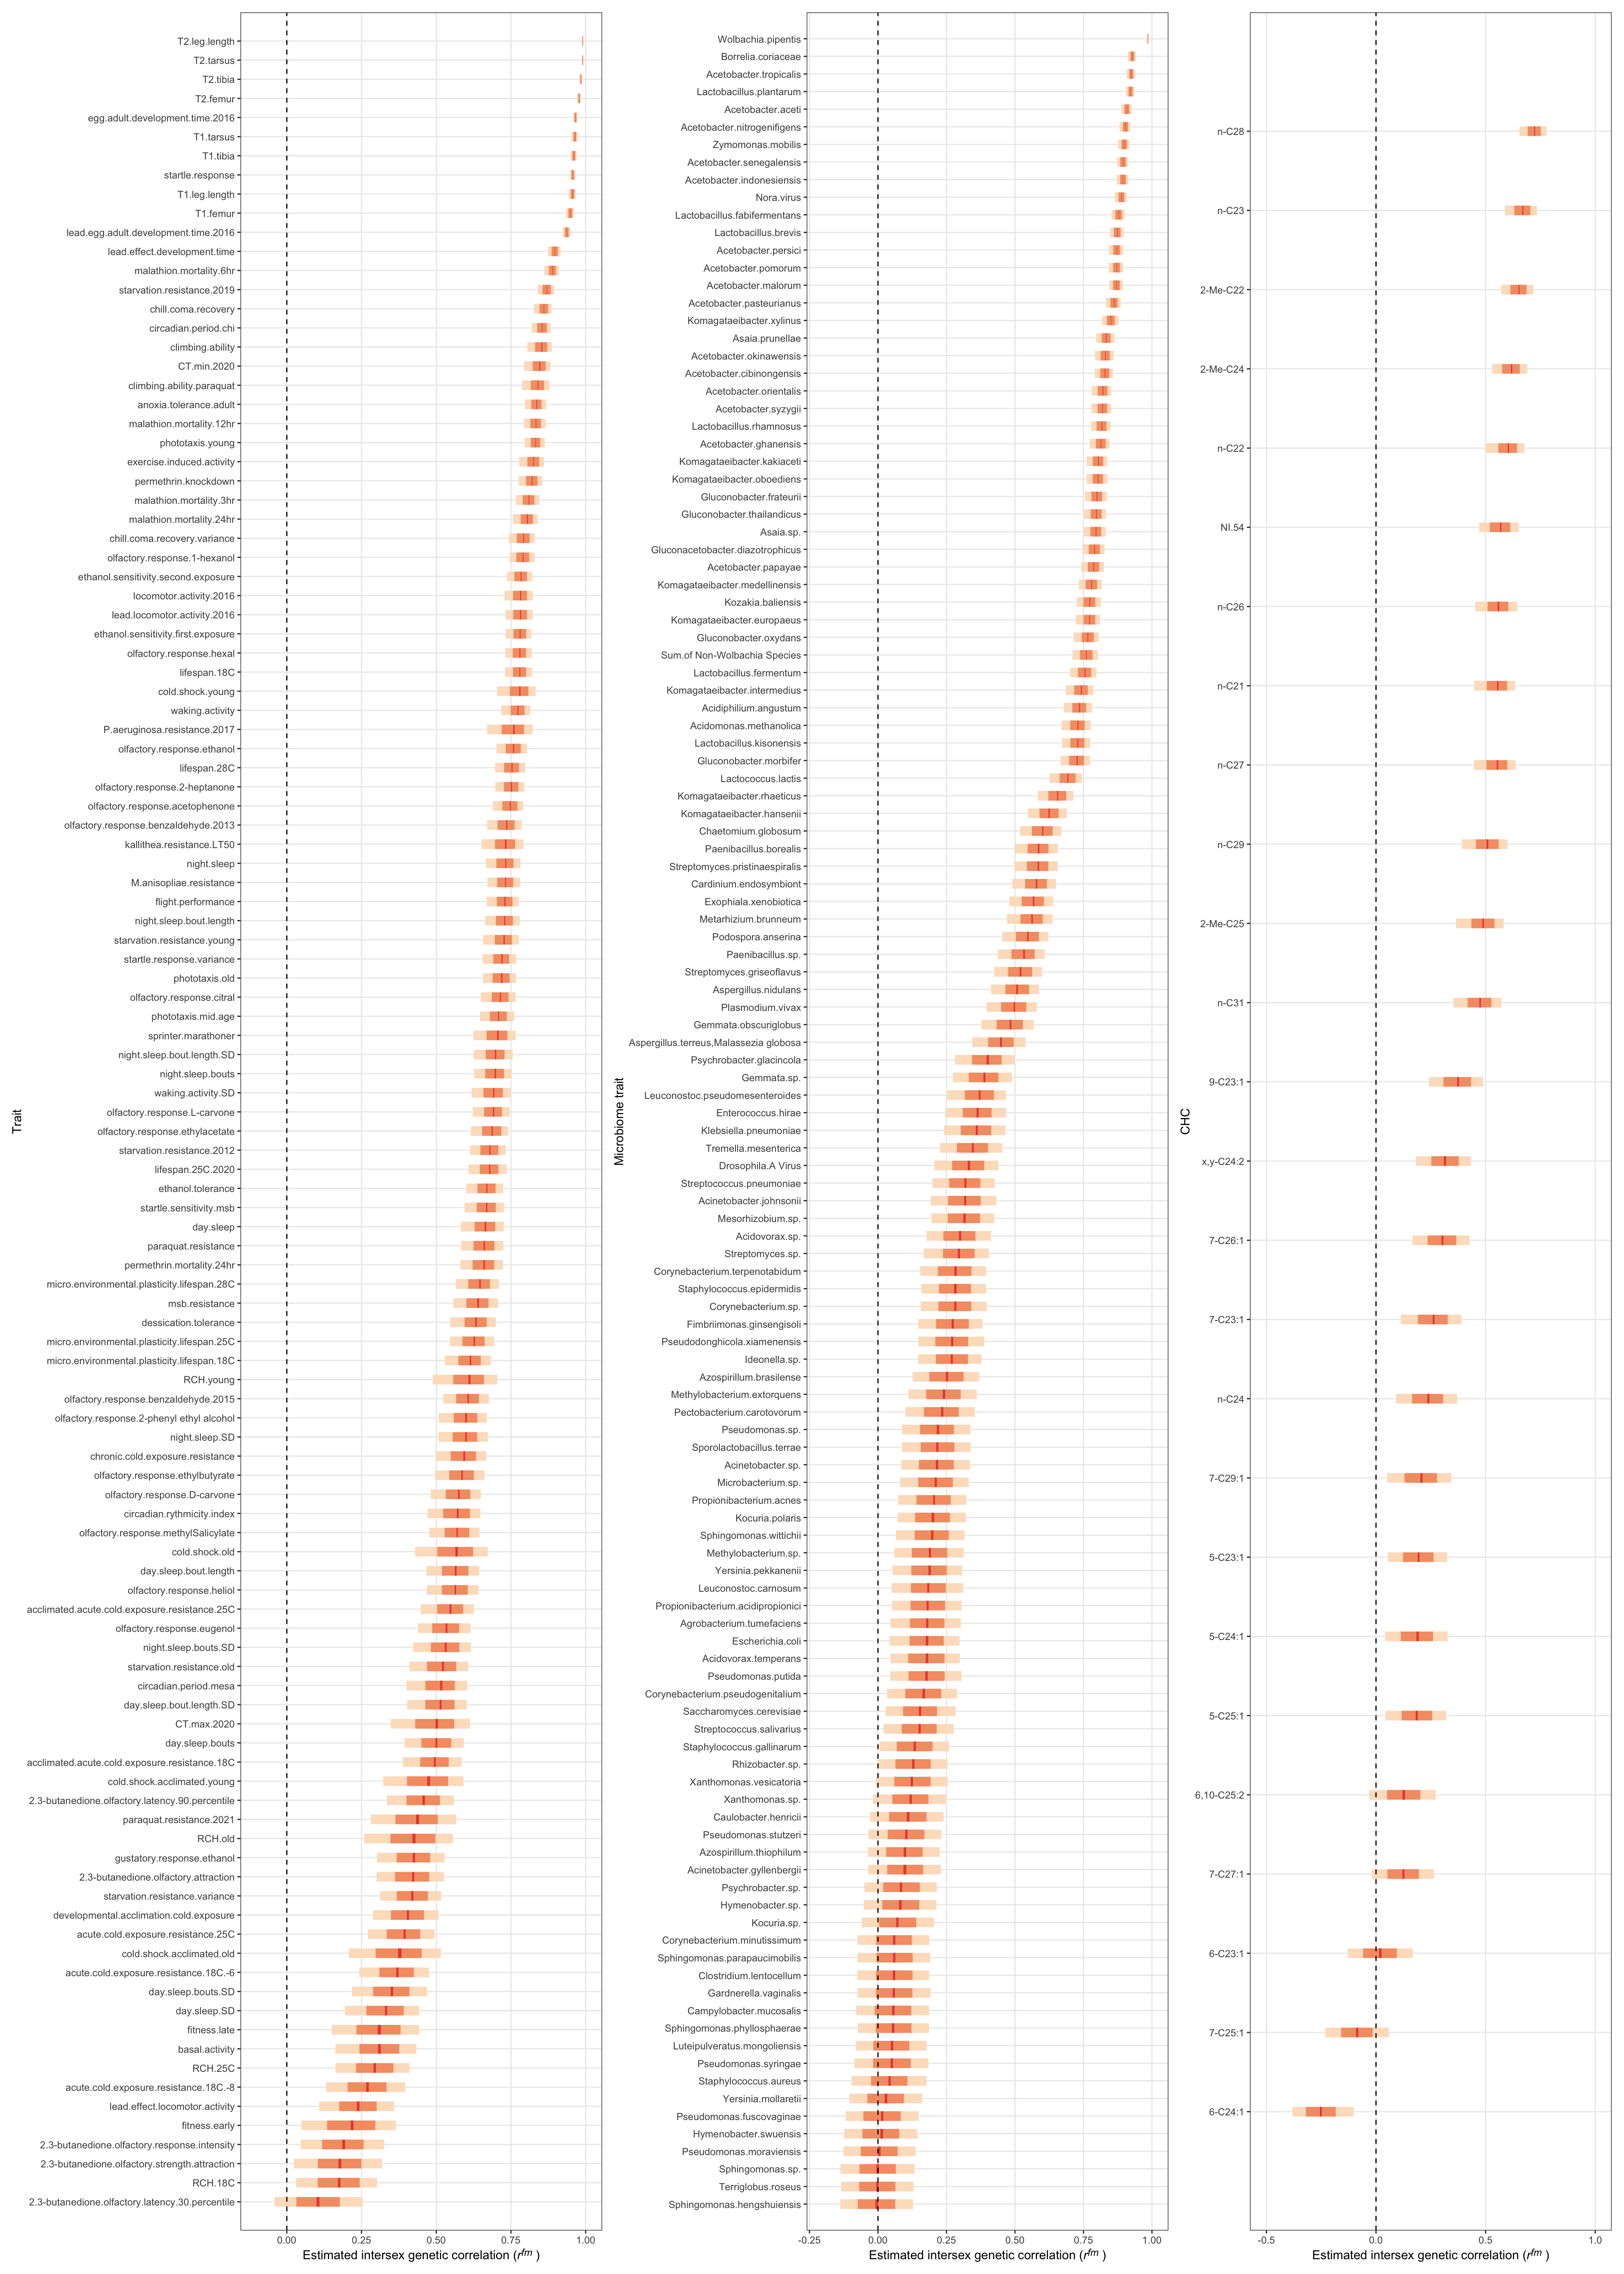 Trait
T2.leg.length
T2.tarsus
T2.tibia
T2.femur
egg.adult.development.time.2016
T1.tarsus
T1.tibia
startle.response
T1.leg.length
T1.femur
lead.egg.adult.development.time.2016
lead.effect.development.time
malathion.mortality.6hr
starvation.resistance.2019
chill.coma.recovery
circadian.period.chi
climbing.ability
CT.min.2020
climbing.ability.paraquat
anoxia.tolerance.adult
malathion.mortality.12hr
phototaxis.young
exercise.induced.activity
permethrin.knockdown
malathion.mortality.3hr
malathion.mortality.24hr
chill.coma.recovery.variance
olfactory.response.1-hexanol
ethanol.sensitivity.second.exposure
locomotor.activity.2016
lead.locomotor.activity.2016
ethanol.sensitivity.first.exposure
olfactory.response.hexal
lifespan.18C
cold.shock.young
waking.activity
P.aeruginosa.resistance.2017
olfactory.response.ethanol
lifespan.28C
olfactory.response.2-heptanone
olfactory.response.acetophenone
olfactory.response.benzaldehyde.2013
kallithea.resistance.LT50
night.sleep
M.anisopliae.resistance
flight.performance
night.sleep.bout.length
starvation.resistance.young
startle.response.variance
phototaxis.old
olfactory.response.citral
phototaxis.mid.age
sprinter.marathoner
night.sleep.bout.length.SD
night.sleep.bouts
waking.activity.SD
olfactory.response.L-carvone
olfactory.response.ethylacetate
starvation.resistance.2012
lifespan.25C.2020
ethanol.tolerance
startle.sensitivity.msb
day.sleep
paraquat.resistance
permethrin.mortality.24hr
micro.environmental.plasticity.lifespan.28C
msb.resistance
dessication.tolerance
micro.environmental.plasticity.lifespan.25C
micro.environmental.plasticity.lifespan.18C
RCH.young
olfactory.response.benzaldehyde.2015
olfactory.response.2-phenyl ethyl alcohol
night.sleep.SD
chronic.cold.exposure.resistance
olfactory.response.ethylbutyrate
olfactory.response.D-carvone
circadian.rythmicity.index
olfactory.response.methylSalicylate
cold.shock.old
day.sleep.bout.length
olfactory.response.heliol
acclimated.acute.cold.exposure.resistance.25C
olfactory.response.eugenol
night.sleep.bouts.SD
starvation.resistance.old
circadian.period.mesa
day.sleep.bout.length.SD
CT.max.2020
day.sleep.bouts
acclimated.acute.cold.exposure.resistance.18C
cold.shock.acclimated.young
2.3-butanedione.olfactory.latency.90.percentile
paraquat.resistance.2021
RCH.old
gustatory.response.ethanol
2.3-butanedione.olfactory.attraction
starvation.resistance.variance
developmental.acclimation.cold.exposure
acute.cold.exposure.resistance.25C
cold.shock.acclimated.old
acute.cold.exposure.resistance.18C.-6
day.sleep.bouts.SD
day.sleep.SD
fitness.late
basal.activity
RCH.25C
acute.cold.exposure.resistance.18C.-8
lead.effect.locomotor.activity
fitness.early
2.3-butanedione.olfactory.response.intensity
2.3-butanedione.olfactory.strength.attraction
RCH.18C
2.3-butanedione.olfactory.latency.30.percentile
0.00 0.25 0.50 0.75 1.00
Estimated intersex genetic correlation (rfm )
Microbiome trait
Wolbachia.pipentis
Borrelia.coriaceae
Acetobacter.tropicalis
Lactobacillus.plantarum
Acetobacter.aceti
Acetobacter.nitrogenifigens
Zymomonas.mobilis
Acetobacter.senegalensis
Acetobacter.indonesiensis
Nora.virus
Lactobacillus.fabifermentans
Lactobacillus.brevis
Acetobacter.persici
Acetobacter.pomorum
Acetobacter.malorum
Acetobacter.pasteurianus
Komagataeibacter.xylinus
Asaia.prunellae
Acetobacter.okinawensis
Acetobacter.cibinongensis
Acetobacter.orientalis
Acetobacter.syzygii
Lactobacillus.rhamnosus
Acetobacter.ghanensis
Komagataeibacter.kakiaceti
Komagataeibacter.oboediens
Gluconobacter.frateurii
Gluconobacter.thailandicus
Asaia.sp.
Gluconacetobacter.diazotrophicus
Acetobacter.papayae
Komagataeibacter.medellinensis
Kozakia.baliensis
Komagataeibacter.europaeus
Gluconobacter.oxydans
Sum.of Non-Wolbachia Species
Lactobacillus.fermentum
Komagataeibacter.intermedius
Acidiphilium.angustum
Acidomonas.methanolica
Lactobacillus.kisonensis
Gluconobacter.morbifer
Lactococcus.lactis
Komagataeibacter.rhaeticus
Komagataeibacter.hansenii
Chaetomium.globosum
Paenibacillus.borealis
Streptomyces.pristinaespiralis
Cardinium.endosymbiont
Exophiala.xenobiotica
Metarhizium.brunneum
Podospora.anserina
Paenibacillus.sp.
Streptomyces.griseoflavus
Aspergillus.nidulans
Plasmodium.vivax
Gemmata.obscuriglobus
Aspergillus.terreus,Malassezia globosa
Psychrobacter.glacincola
Gemmata.sp.
Leuconostoc.pseudomesenteroides
Enterococcus.hirae
Klebsiella.pneumoniae
Tremella.mesenterica
Drosophila.A Virus
Streptococcus.pneumoniae
Acinetobacter.johnsonii
Mesorhizobium.sp.
Acidovorax.sp.
Streptomyces.sp.
Corynebacterium.terpenotabidum
Staphylococcus.epidermidis
Corynebacterium.sp.
Fimbriimonas.ginsengisoli
Pseudodonghicola.xiamenensis
Ideonella.sp.
Azospirillum.brasilense
Methylobacterium.extorquens
Pectobacterium.carotovorum
Pseudomonas.sp.
Sporolactobacillus.terrae
Acinetobacter.sp.
Microbacterium.sp.
Propionibacterium.acnes
Kocuria.polaris
Sphingomonas.wittichii
Methylobacterium.sp.
Yersinia.pekkanenii
Leuconostoc.carnosum
Propionibacterium.acidipropionici
Agrobacterium.tumefaciens
Escherichia.coli
Acidovorax.temperans
Pseudomonas.putida
Corynebacterium.pseudogenitalium
Saccharomyces.cerevisiae
Streptococcus.salivarius
Staphylococcus.gallinarum
Rhizobacter.sp.
Xanthomonas.vesicatoria
Xanthomonas.sp.
Caulobacter.henricii
Pseudomonas.stutzeri
Azospirillum.thiophilum
Acinetobacter.gyllenbergii
Psychrobacter.sp.
Hymenobacter.sp.
Kocuria.sp.
Corynebacterium.minutissimum
Sphingomonas.parapaucimobilis
Clostridium.lentocellum
Gardnerella.vaginalis
Campylobacter.mucosalis
Sphingomonas.phyllosphaerae
Luteipulveratus.mongoliensis
Pseudomonas.syringae
Staphylococcus.aureus
Yersinia.mollaretii
Pseudomonas.fuscovaginae
Hymenobacter.swuensis
Pseudomonas.moraviensis
Sphingomonas.sp.
Terriglobus.roseus
Sphingomonas.hengshuiensis
-0.25 0.00 0.25 0.50 0.75 1.00
Estimated intersex genetic correlation (rfm )
CHC
n-C28
n-C23
2-Me-C22
2-Me-C24
n-C22
NI.54
n-C26
n-C21
n-C27
n-C29
2-Me-C25
n-C31
9-C23:1
x,y-C24:2
7-C26:1
7-C23:1
n-C24
7-C29:1
5-C23:1
5-C24:1
5-C25:1
6,10-C25:2
7-C27:1
6-C23:1
7-C25:1
6-C24:1
-0.5 0.0 0.5 1.0
Estimated intersex genetic correlation (rfm )